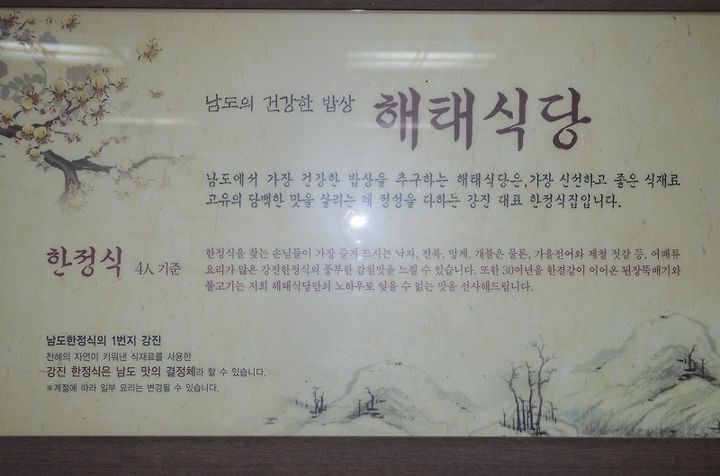 남도의 건강한 밥상 해태식당
남도에서 가장 건강한 밥상을 추구하는 해태식당은,가장 신선하고 좋은 식재료
고유의 담백한 맛을 살리는 데 정성을 다하는 강진 대표 한정식집입니다.
한정식 4人 기준
한정식을 찾는 손님들이 가장 즐겨 드시는 낙지, 전복, 멍게, 개불은 물론, 가을전어와 제철 젓갈 등, 어패류
요리가 많은 강진한정식의 풍부한 감칠맛을 느낄 수 있습니다. 또한 30여년을 한결같이 이어온 된장뚝배기와
불고기는 저희 해태식당만의 노하우로 잊을 수 없는 맛을 선사해드립니다.
남도한정식의 1번지 강진
천혜의 자연이 키워낸 식재료를 사용한
강진 한정식은 남도 맛의 결정체라 할 수 있습니다.
※계절에 따라 일부 요리는 변경될 수 있습니다.